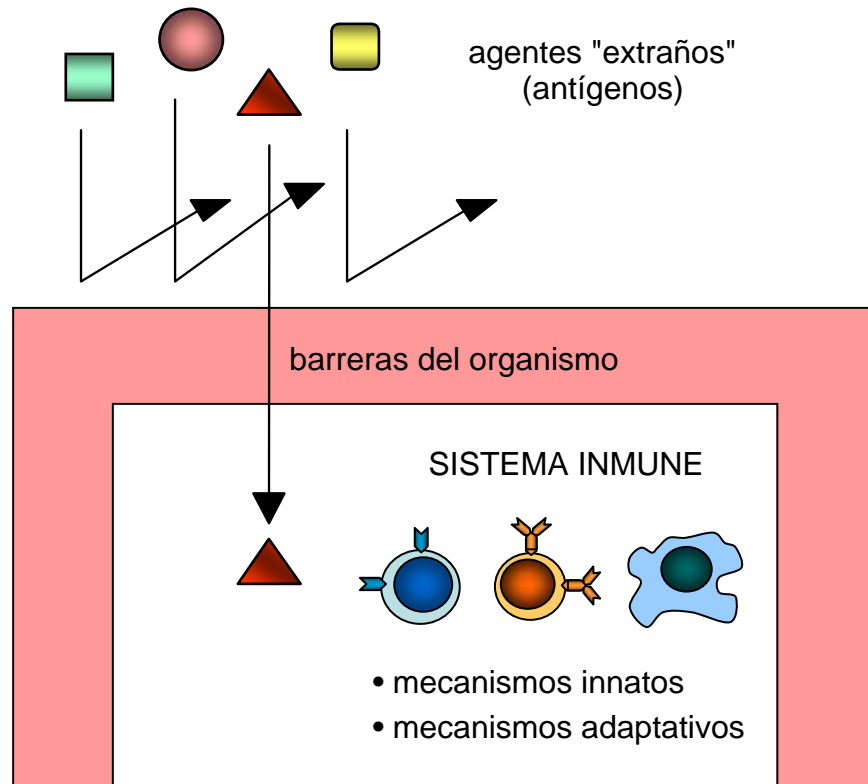 agentes "extraños"
(antígenos)
barreras del organismo
SISTEMA INMUNE
• mecanismos innatos
• mecanismos adaptativos